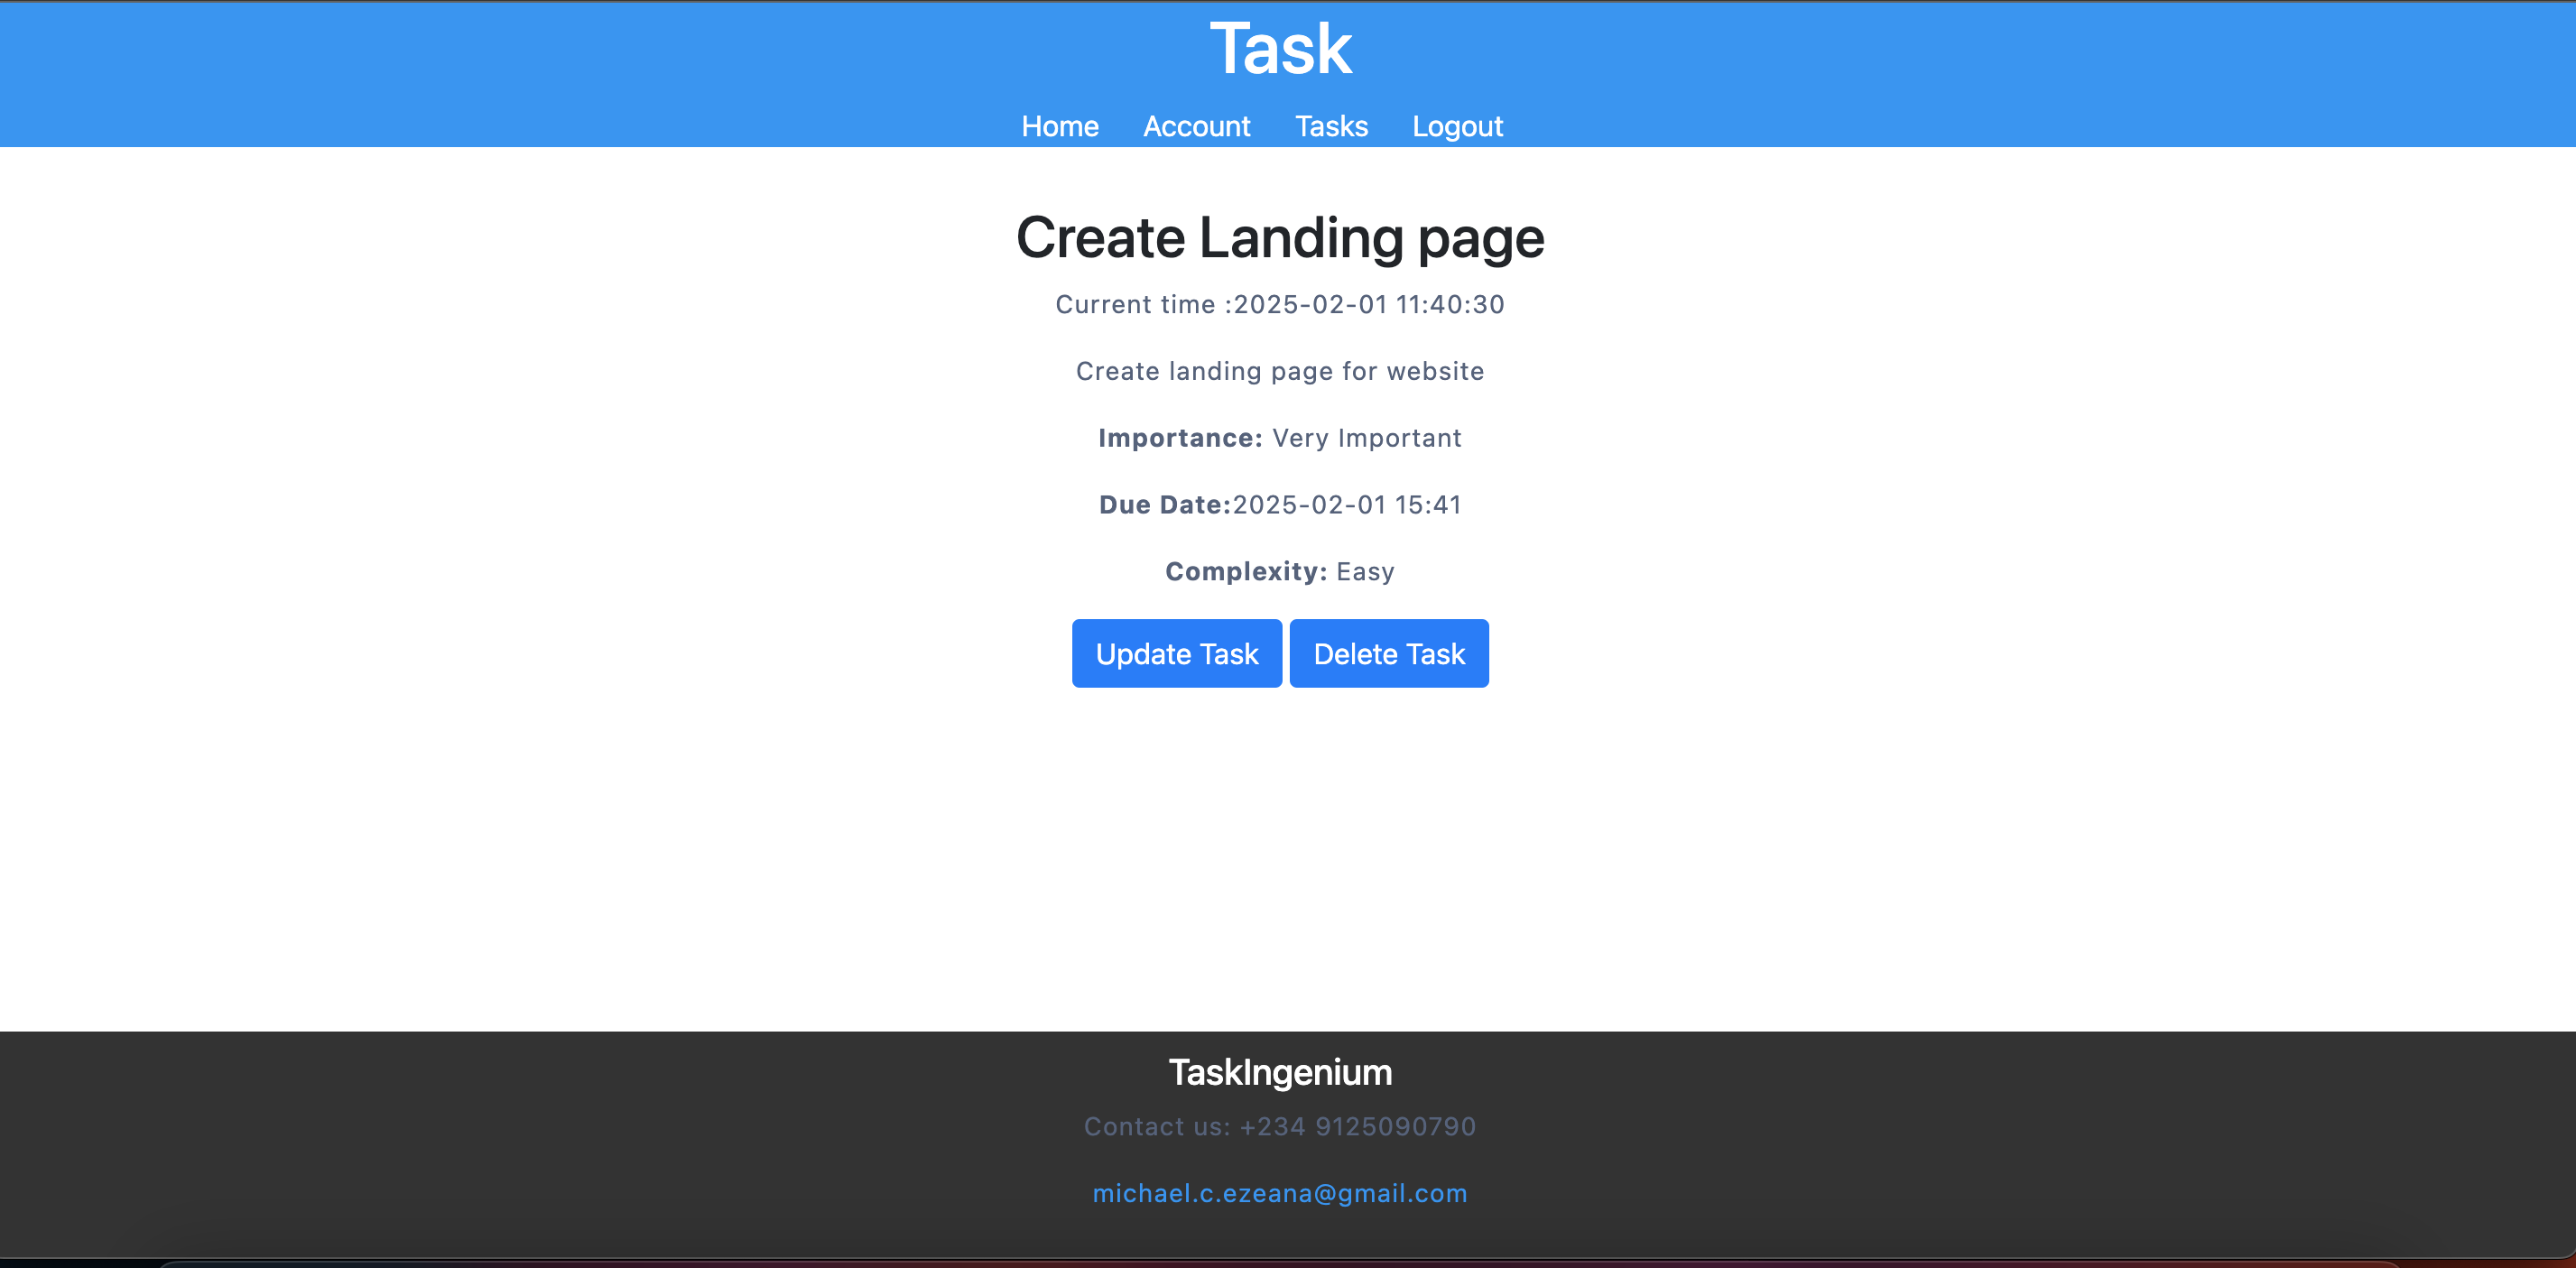 Task
Home Account Tasks Logout
Create Landing page
Current time :2025-02-01 11:40:30
Create landing page for website
Importance: Very Important
Due Date:2025-02-01 15:41
Complexity: Easy
Update Task Delete Task
TaskIngenium
Contact us: +234 9125090790
michael.c.ezeana@gmail.com